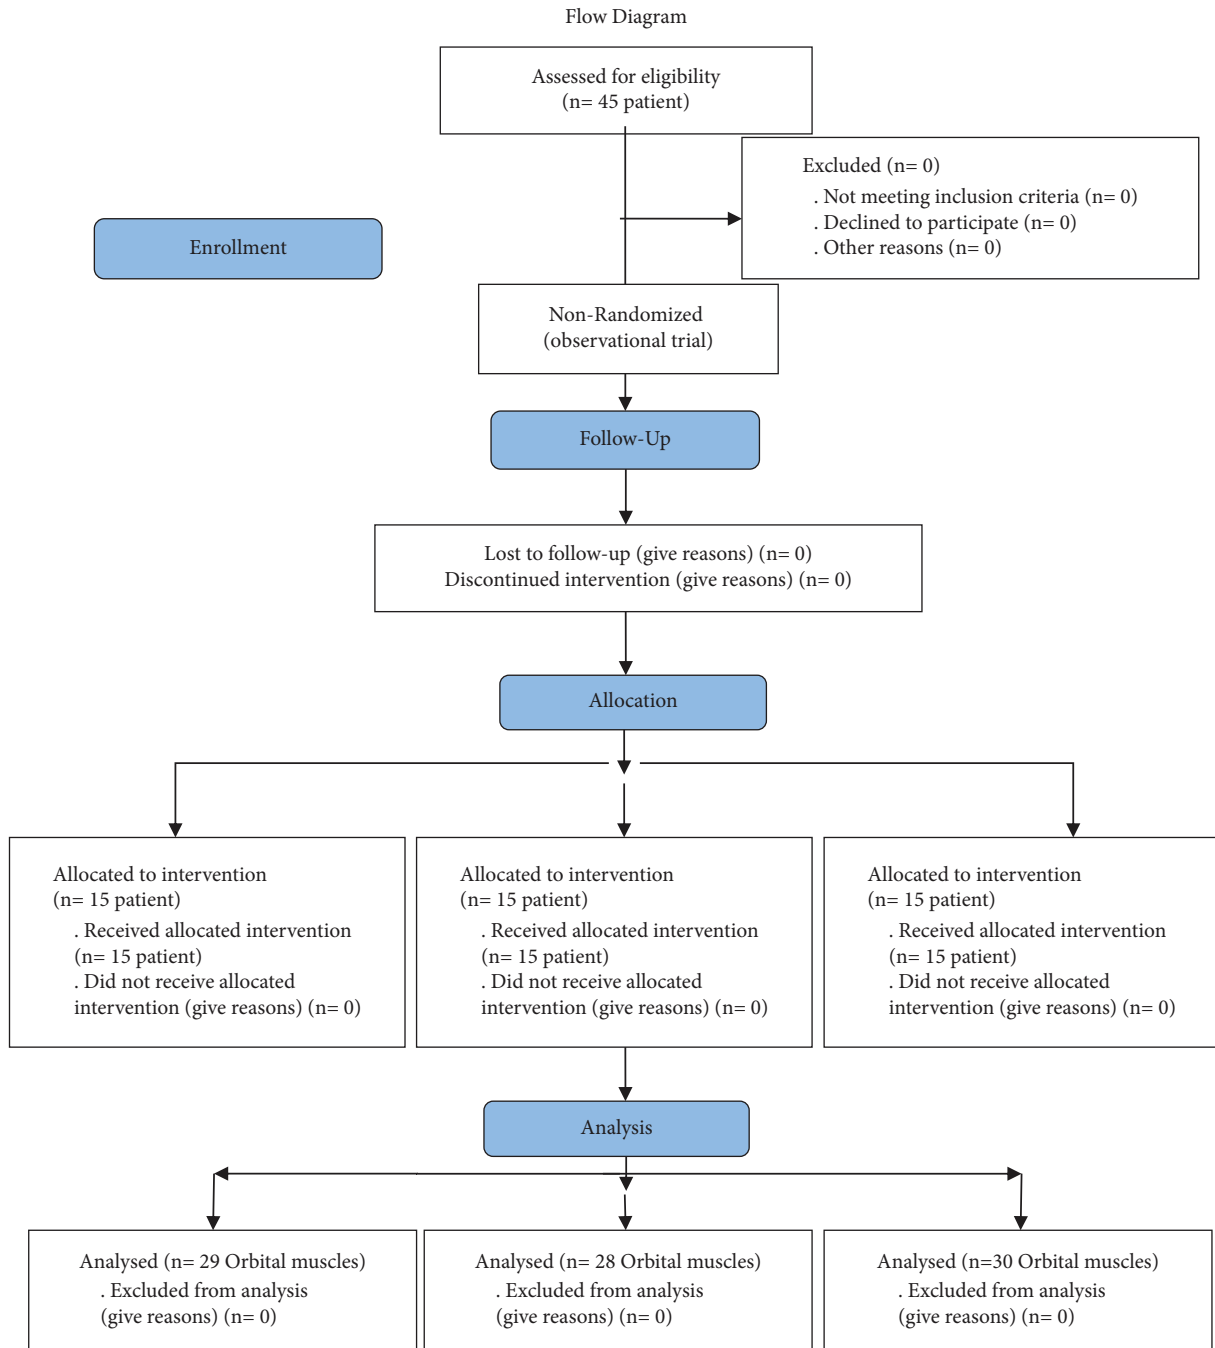 Flow Diagram
Assessed for eligibility
(n= 45 patient)
Excluded (n= 0)
. Not meeting inclusion criteria (n= 0)
. Declined to participate (n= 0)
. Other reasons (n= 0)
Enrollment
Non-Randomized
(observational trial)
Follow-Up
Lost to follow-up (give reasons) (n= 0)
Discontinued intervention (give reasons) (n= 0)
Allocation
Allocated to intervention
(n= 15 patient)
. Received allocated intervention
(n= 15 patient)
. Did not receive allocated
intervention (give reasons) (n= 0)
Allocated to intervention
(n= 15 patient)
. Received allocated intervention
(n= 15 patient)
. Did not receive allocated
intervention (give reasons) (n= 0)
Allocated to intervention
(n= 15 patient)
. Received allocated intervention
(n= 15 patient)
. Did not receive allocated
intervention (give reasons) (n= 0)
Analysis
Analysed (n= 29 Orbital muscles)
. Excluded from analysis
(give reasons) (n= 0)
Analysed (n= 28 Orbital muscles)
. Excluded from analysis
(give reasons) (n= 0)
Analysed (n=30 Orbital muscles)
. Excluded from analysis
(give reasons) (n= 0)